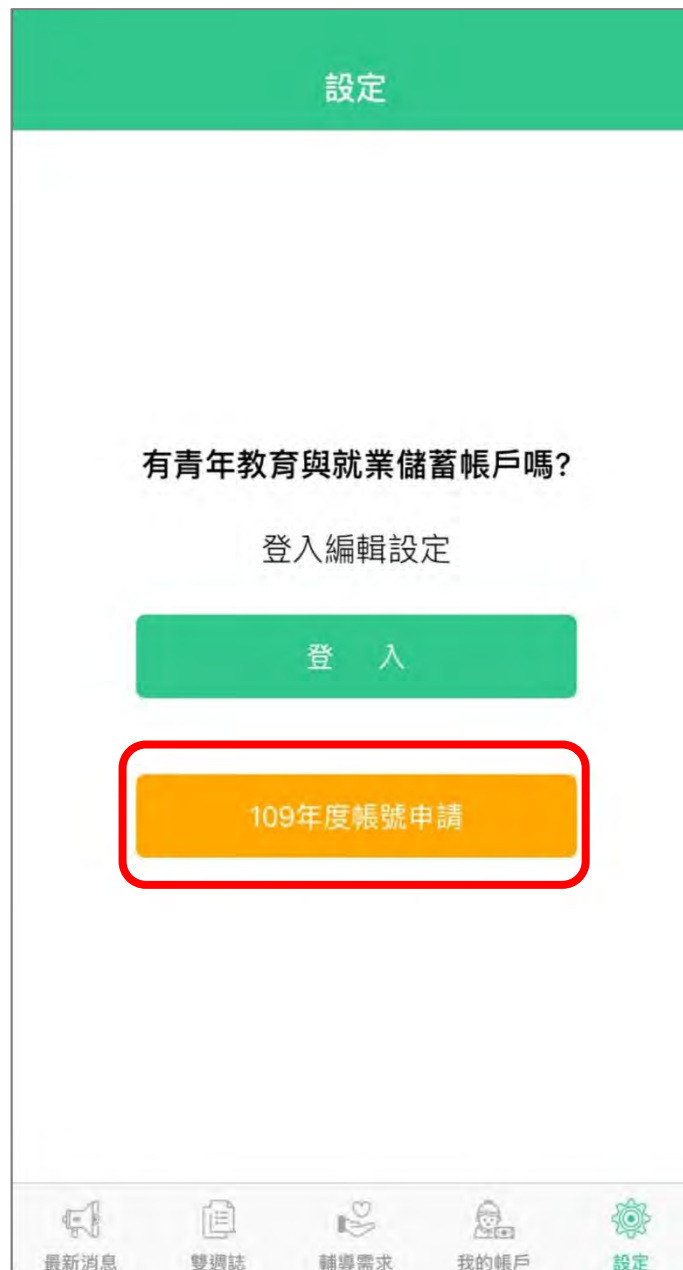 設定
有青年教育與就業儲蓄帳戶嗎?
登入編輯設定
登 入
109年度帳號申請
最新消息 雙週誌 輔導需求 我的帳戶 設定